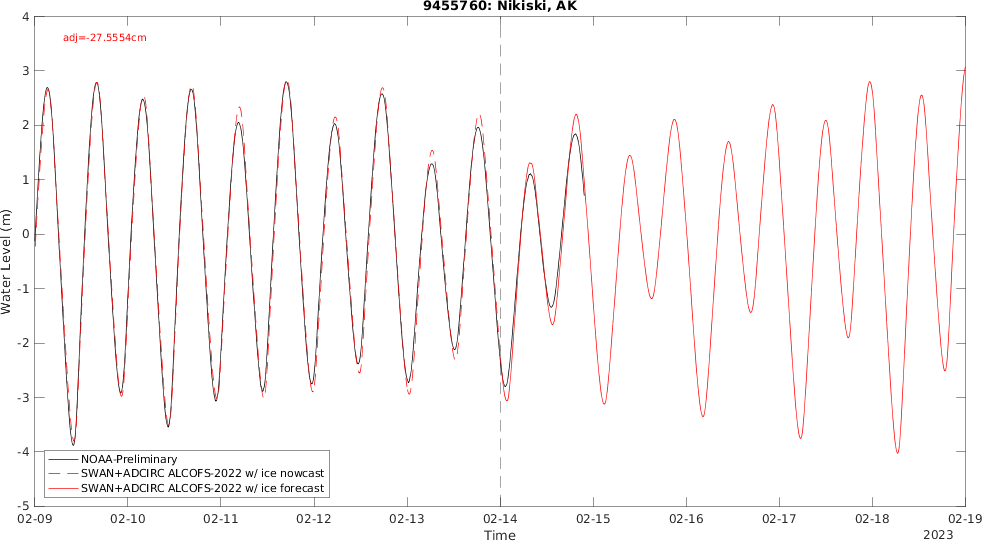 9455760: Nikiski, AK
adj=-27.5554cm
4
3
2
1
0
-1
-2
-3
-4
-5
Water Level (m)
NOAA-Preliminary
SWAN+ADCIRC ALCOFS-2022 w/ ice nowcast
SWAN+ADCIRC ALCOFS-2022 w/ ice forecast
02-09 02-10 02-11 02-12 02-13 02-14 02-15 02-16 02-17 02-18 02-19
Time
2023